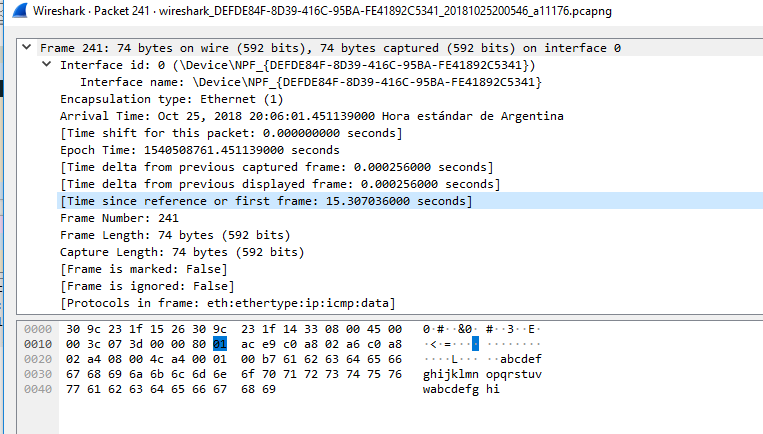 Wireshark · Packet 241 · wireshark_DEFDE84F-8D39-416C-95BA-FE41892C5341_20181025200546_a11176.pcapng
Frame 241: 74 bytes on wire (592 bits), 74 bytes captured (592 bits) on interface 0
Interface id: 0 (\Device\NPF_{DEFDE84F-8D39-416C-95BA-FE41892C5341})
Interface name: \Device\NPF_{DEFDE84F-8D39-416C-95BA-FE41892C5341}
Encapsulation type: Ethernet (1)
Arrival Time: Oct 25, 2018 20:06:01.451139000 Hora estándar de Argentina
[Time shift for this packet: 0.000000000 seconds]
Epoch Time: 1540508761.451139000 seconds
[Time delta from previous captured frame: 0.000256000 seconds]
[Time delta from previous displayed frame: 0.000256000 seconds]
[Time since reference or first frame: 15.307036000 seconds]
Frame Number: 241
Frame Length: 74 bytes (592 bits)
Capture Length: 74 bytes (592 bits)
[Frame is marked: False]
[Frame is ignored: False]
[Protocols in frame: eth:ethertype:ip:icmp:data]
0000 30 9c 23 1f 15 26 30 9c 23 1f 14 33 08 00 45 00 0·#··&0· #··3··E·
0010 00 3c 07 3d 00 00 80 01 ac e9 c0 a8 02 a6 c0 a8 ·<·=···· ········
0020 02 a4 08 00 4c a4 00 01 00 b7 61 62 63 64 65 66 ····L··· ··abcdef
0030 67 68 69 6a 6b 6c 6d 6e 6f 70 71 72 73 74 75 76 ghijklmn opqrstuv
0040 77 61 62 63 64 65 66 67 68 69 wabcdefg hi